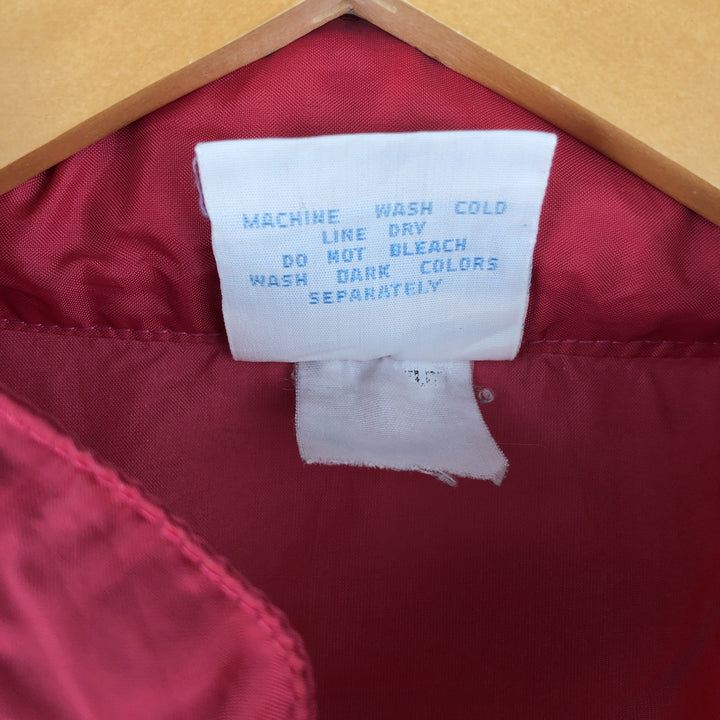 MACHINE WASH COLD
LINE DRY
DO NOT BLEACH
WASH DARK COLORS
SEPARATELY